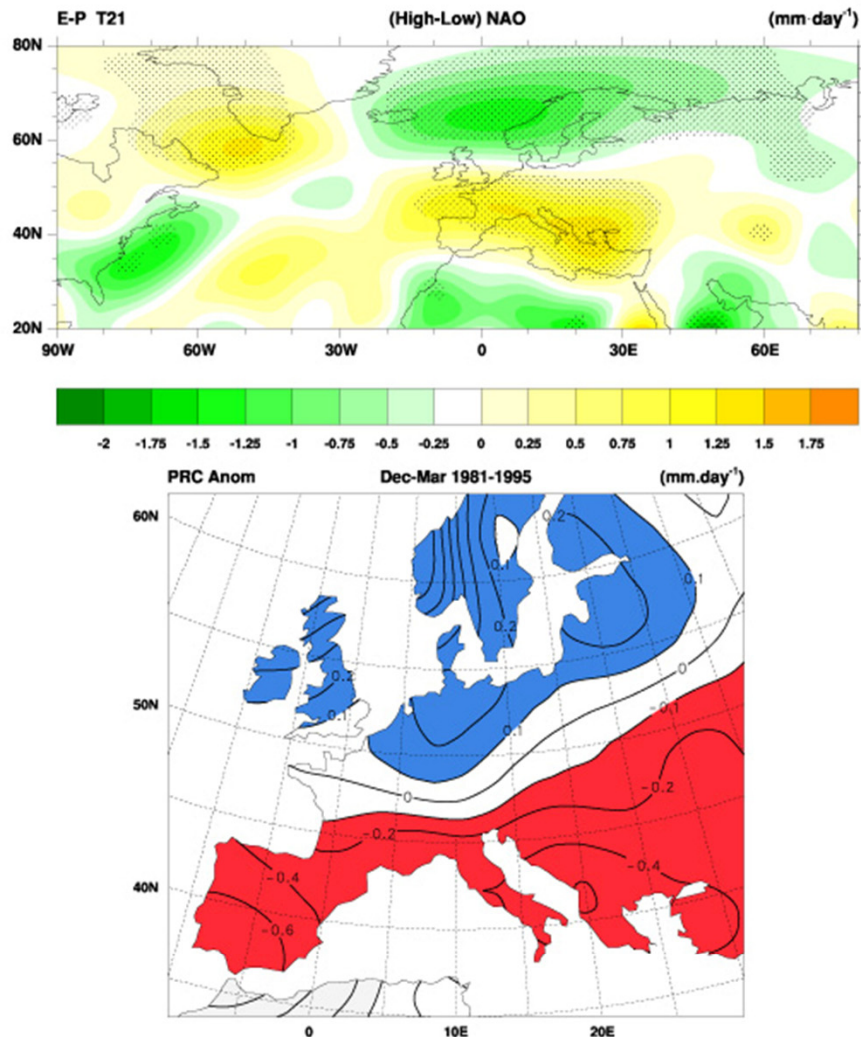 E-P T21 (High-Low) NAO (mm·day⁻¹)
80N
60N
40N
20N
90W 60W 30W 0 30E 60E
-2 -1.75 -1.5 -1.25 -1 -0.75 -0.5 -0.25 0 0.25 0.5 0.75 1 1.25 1.5 1.75
PRC Anom Dec-Mar 1981-1995 (mm.day⁻¹)
60N
0.2
0.1
0.1
0.2
0.2
0
50N
0.1
0.1
-0.1
0
-0.2
-0.2
40N
-0.4
-0.4
-0.6
0 10E 20E